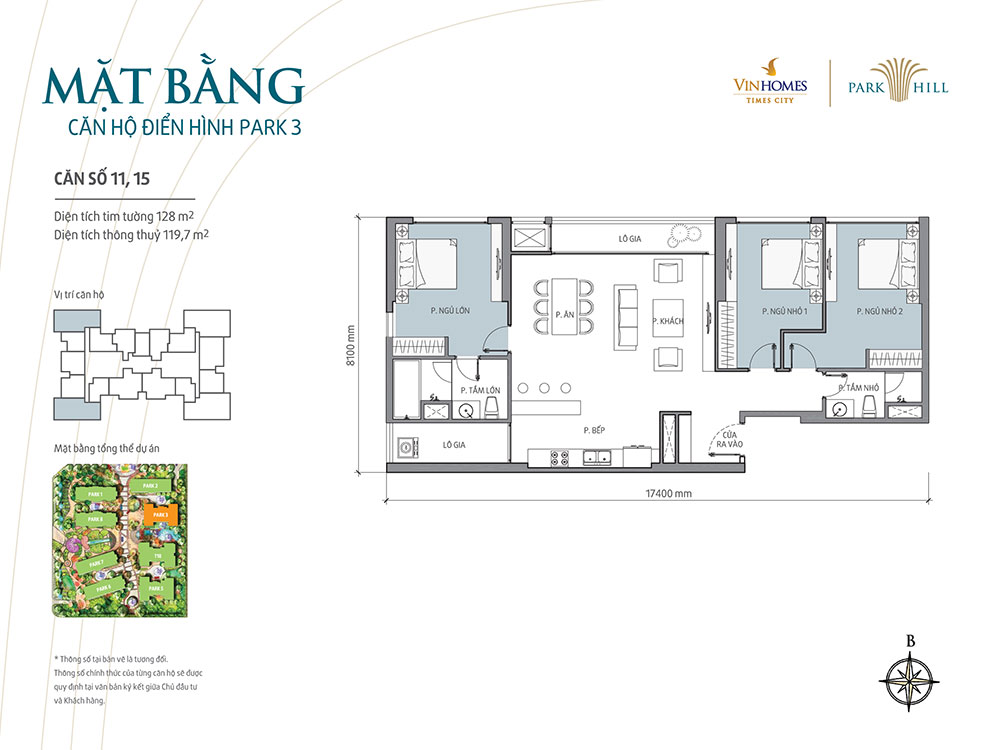 MẶT BẰNG
CĂN HỘ ĐIỂN HÌNH PARK 3
VINHOMES
TIMES CITY
PARK HILL
CĂN SỐ 11, 15
Diện tích tim tường 128 m2
Diện tích thông thuỷ 119,7 m2
Vị trí căn hộ
Mặt bằng tổng thể dự án
PARK 1
PARK 2
PARK 3
PARK 8
T18
PARK 7
PARK 6
PARK 5
* Thông số tại bản vẽ là tương đối.
Thông số chính thức của từng căn hộ sẽ được
quy định tại văn bản ký kết giữa Chủ đầu tư
và Khách hàng.
8100 mm
LÔ GIA
P. NGỦ LỚN
P. ĂN
P. KHÁCH
P. NGỦ NHỎ 1
P. NGỦ NHỎ 2
P. TẮM LỚN
P. TẮM NHỎ
P. BẾP
LÔ GIA
CỬA
RA VÀO
17400 mm
B